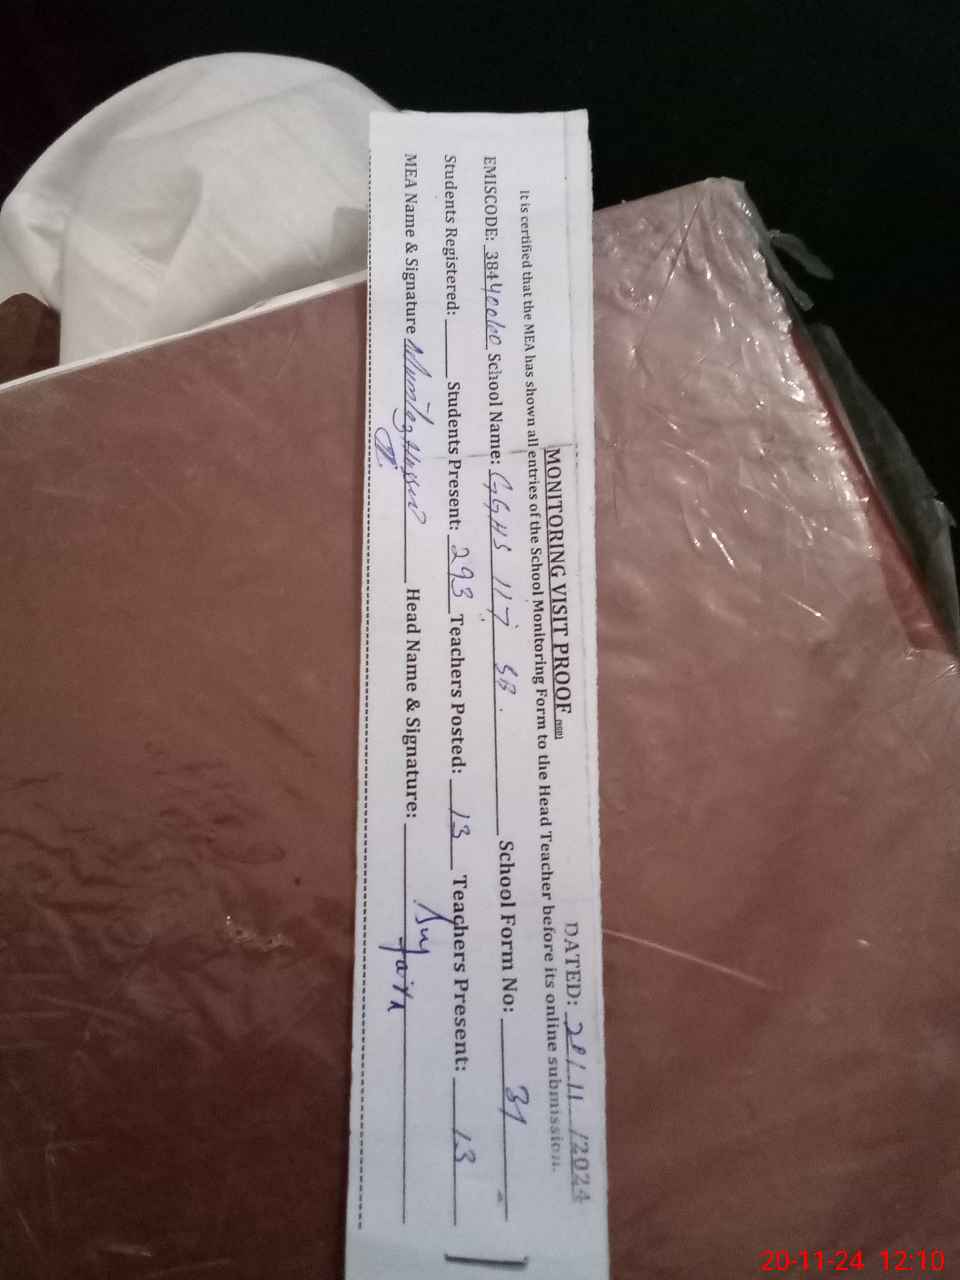 MONITORING VISIT PROOF
DATED: 20/11/2024
It is certified that the MEA has shown all entries of the School Monitoring Form to the Head Teacher before its online submission.
EMISCODE: School Name: GGHS 117 SB. School Form No: 31
Students Registered: ____ Students Present: 293 Teachers Posted: 13 Teachers Present: 13
MEA Name & Signature Head Name & Signature:
20-11-24 12:10